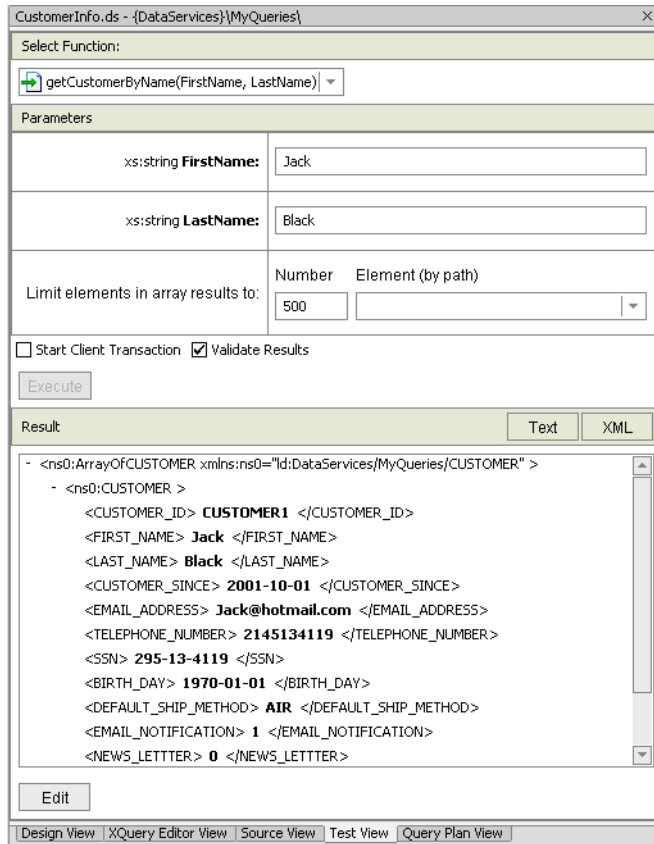 CustomerInfo.ds - {DataServices}\MyQueries\
Select Function:
getCustomerByName(FirstName, LastName)
Parameters
xs:string FirstName: Jack
xs:string LastName: Black
Number Element (by path)
Limit elements in array results to: 500
Start Client Transaction Validate Results
Execute
Result Text XML
- <ns0:ArrayOfCUSTOMER xmlns:ns0="ld:DataServices/MyQueries/CUSTOMER" >
- <ns0:CUSTOMER >
<CUSTOMER_ID> CUSTOMER1 </CUSTOMER_ID>
<FIRST_NAME> Jack </FIRST_NAME>
<LAST_NAME> Black </LAST_NAME>
<CUSTOMER_SINCE> 2001-10-01 </CUSTOMER_SINCE>
<EMAIL_ADDRESS> Jack@hotmail.com </EMAIL_ADDRESS>
<TELEPHONE_NUMBER> 2145134119 </TELEPHONE_NUMBER>
<SSN> 295-13-4119 </SSN>
<BIRTH_DAY> 1970-01-01 </BIRTH_DAY>
<DEFAULT_SHIP_METHOD> AIR </DEFAULT_SHIP_METHOD>
<EMAIL_NOTIFICATION> 1 </EMAIL_NOTIFICATION>
<NEWS_LETTTER> 0 </NEWS_LETTTER>
Edit
Design View XQuery Editor View Source View Test View Query Plan View